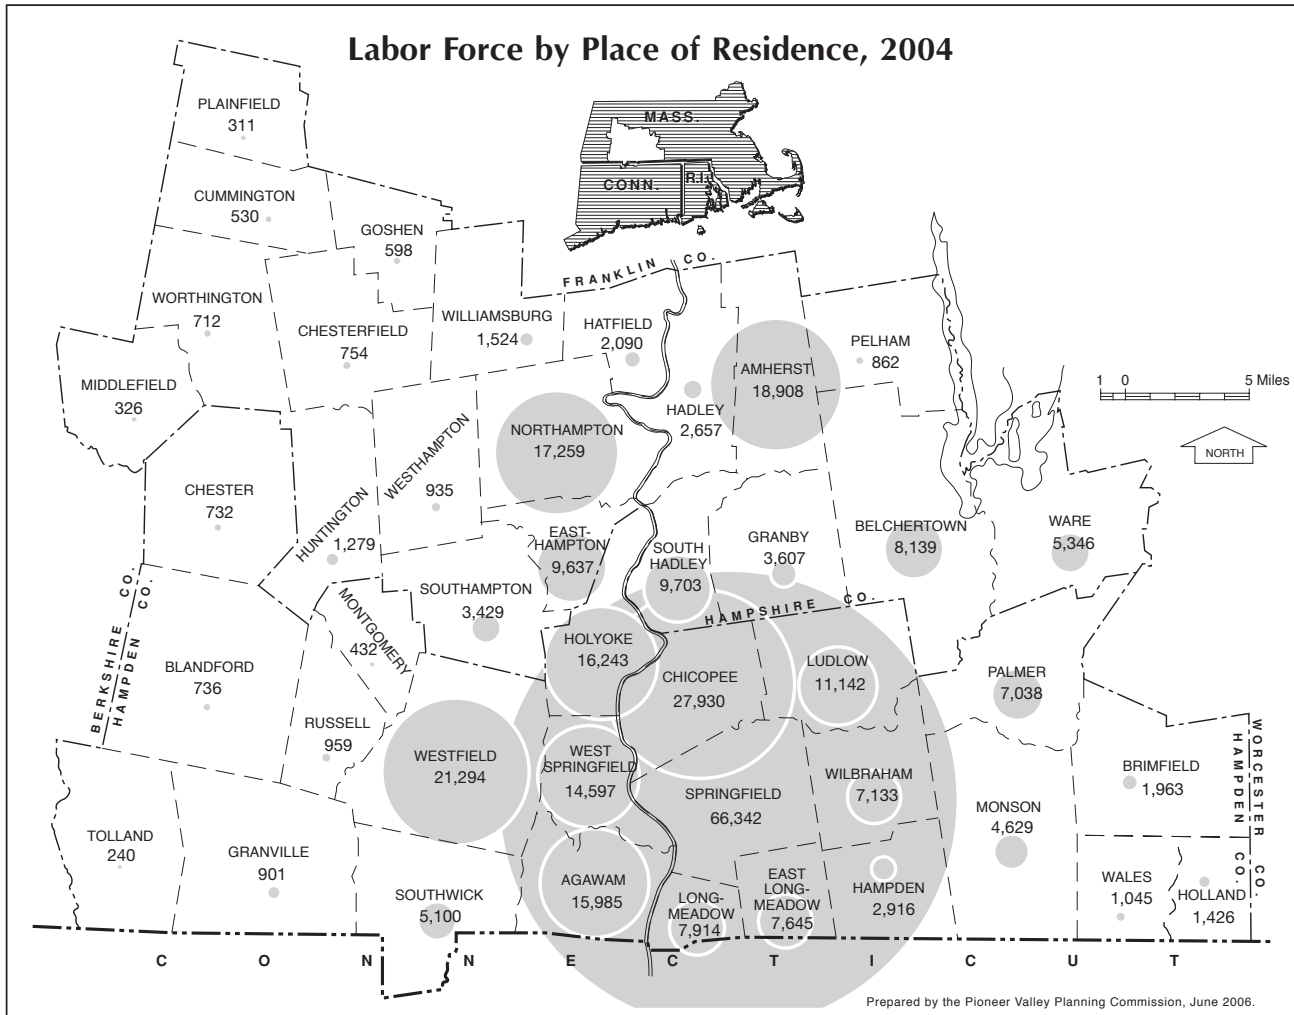 Labor Force by Place of Residence, 2004
MASS.
CONN.
R.I.
PLAINFIELD
311
CUMMINGTON
530
GOSHEN
598
FRANKLIN CO.
WORTHINGTON
712
CHESTERFIELD
754
WILLIAMSBURG
1,524
HATFIELD
2,090
PELHAM
862
AMHERST
18,908
MIDDLEFIELD
326
HADLEY
2,657
1 0 5 Miles
NORTH
NORTHAMPTON
17,259
WESTHAMPTON
935
CHESTER
732
HUNTINGTON
1,279
EAST-
HAMPTON
9,637
SOUTH
HADLEY
9,703
GRANBY
3,607
BELCHERTOWN
8,139
WARE
5,346
SOUTHAMPTON
3,429
MONTGOMERY
432
BERKSHIRE CO.
HAMPDEN CO.
HAMPSHIRE CO.
HOLYOKE
16,243
CHICOPEE
27,930
LUDLOW
11,142
PALMER
7,038
BLANDFORD
736
RUSSELL
959
WESTFIELD
21,294
WEST
SPRINGFIELD
14,597
SPRINGFIELD
66,342
WILBRAHAM
7,133
MONSON
4,629
BRIMFIELD
1,963
WORCESTER CO.
HAMPDEN CO.
TOLLAND
240
GRANVILLE
901
SOUTHWICK
5,100
AGAWAM
15,985
LONG-
MEADOW
7,914
EAST
LONG-
MEADOW
7,645
HAMPDEN
2,916
WALES
1,045
HOLLAND
1,426
CONNECTICUT
Prepared by the Pioneer Valley Planning Commission, June 2006.